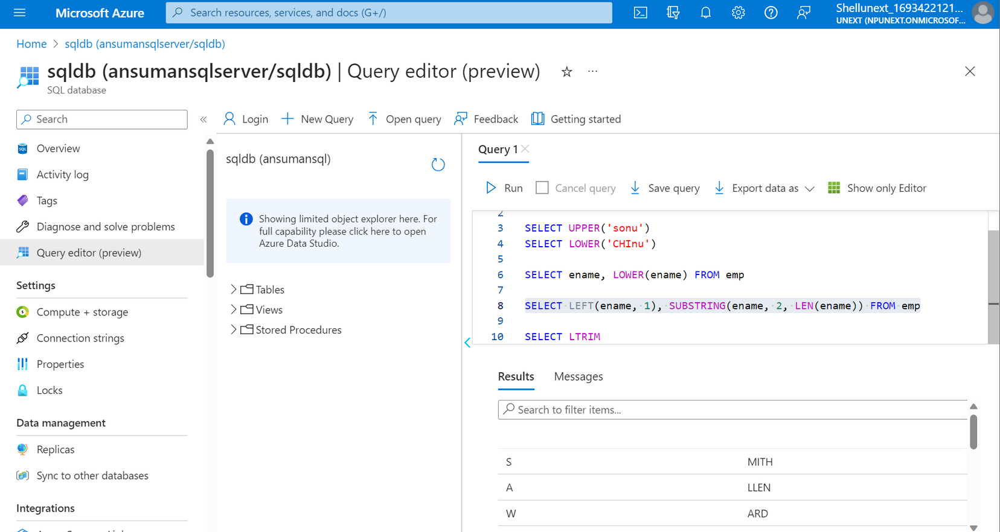 Microsoft Azure
Search resources, services, and docs (G+/)
Shellunext_1693422121...
UNEXT (NPUNEXT.ONMICROSOF...
Home > sqldb (ansumansqlserver/sqldb)
sqldb (ansumansqlserver/sqldb) | Query editor (preview) ☆ ...
SQL database
Search
«
Login
New Query
Open query
Feedback
Getting started
Overview
Activity log
Tags
Diagnose and solve problems
Query editor (preview)
Settings
Compute + storage
Connection strings
Properties
Locks
Data management
Replicas
Sync to other databases
Integrations
sqldb (ansumansql)
Showing limited object explorer here. For
full capability please click here to open
Azure Data Studio.
Tables
Views
Stored Procedures
Query 1
Run
Cancel query
Save query
Export data as
Show only Editor
2
3 SELECT UPPER('sonu')
4 SELECT LOWER('CHInu')
5
6 SELECT ename, LOWER(ename) FROM emp
7
8 SELECT LEFT(ename, 1), SUBSTRING(ename, 2, LEN(ename)) FROM emp
9
10 SELECT LTRIM
Results
Messages
Search to filter items...
S MITH
A LLEN
W ARD